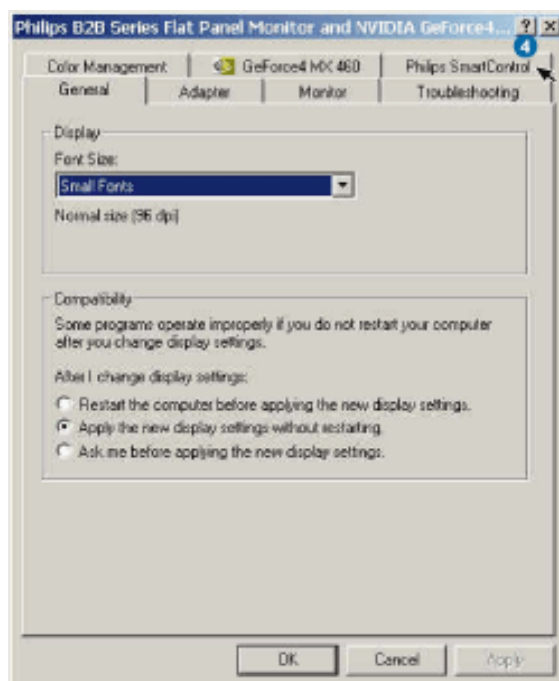 Philips B2B Series Flat Panel Monitor and NVIDIA GeForce4... ? X
4
Color Management GeForce4 MX 460 Philips SmartControl
General Adapter Monitor Troubleshooting
Display
Font Size:
Small Fonts
Normal size (96 dpi)
Compatibility
Some programs operate improperly if you do not restart your computer
after you change display settings.
After I change display settings:
Restart the computer before applying the new display settings.
Apply the new display settings without restarting.
Ask me before applying the new display settings.
OK Cancel Apply